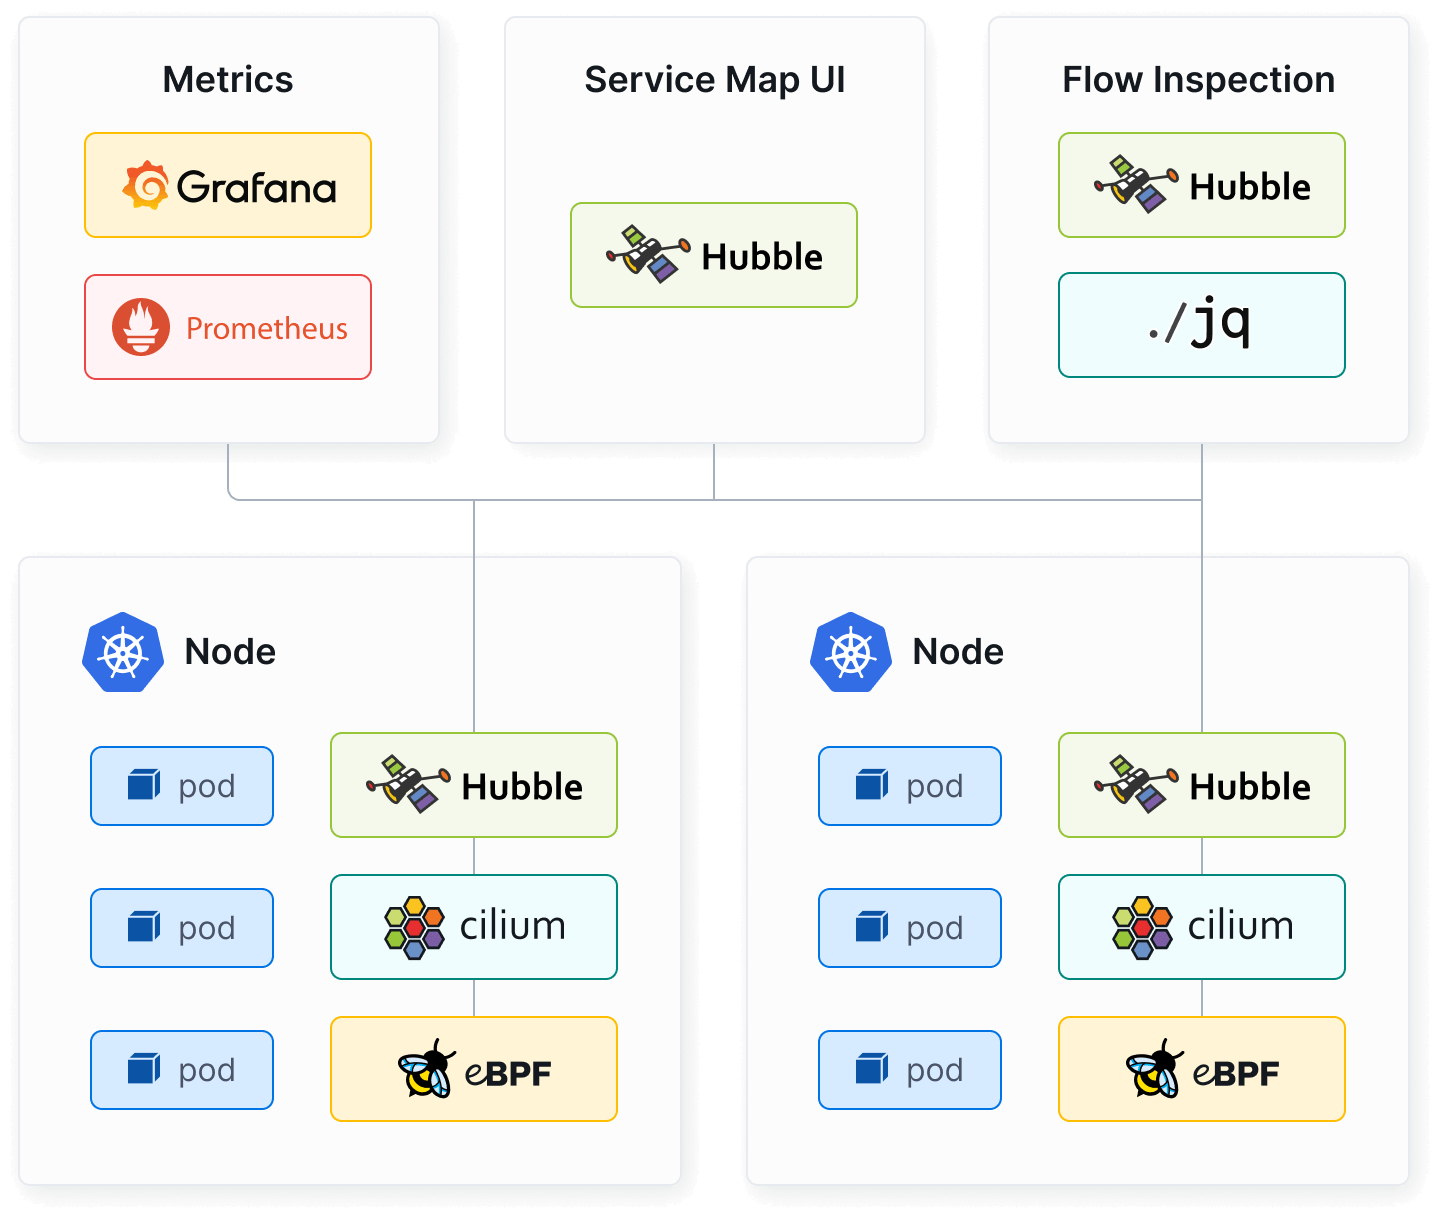 Metrics
Grafana
Prometheus
Service Map UI
Hubble
Flow Inspection
Hubble
./jq
Node
pod
pod
pod
Hubble
cilium
eBPF
Node
pod
pod
pod
Hubble
cilium
eBPF